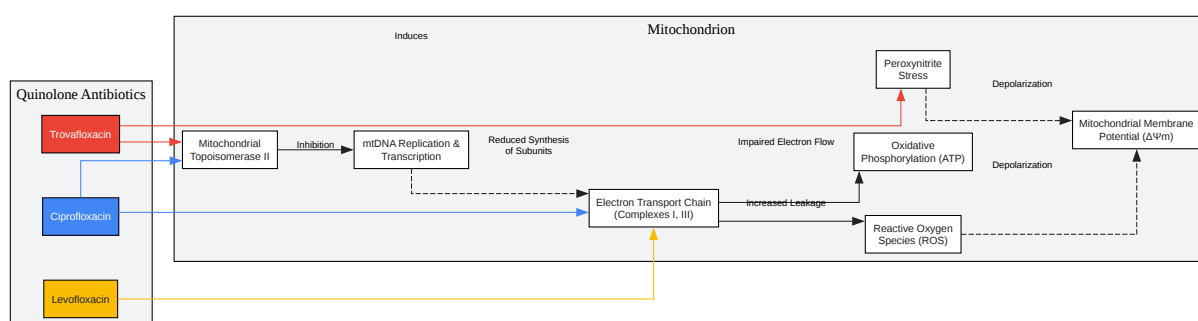 Induces
Mitochondrion
Quinolone Antibiotics
Trovafloxacin
Ciprofloxacin
Levofloxacin
Mitochondrial
Topoisomerase II
Inhibition
mtDNA Replication &
Transcription
Reduced Synthesis
of Subunits
Electron Transport Chain
(Complexes I, III)
Impaired Electron Flow
Increased Leakage
Peroxynitrite
Stress
Oxidative
Phosphorylation (ATP)
Reactive Oxygen
Species (ROS)
Depolarization
Depolarization
Mitochondrial Membrane
Potential (ΔΨm)